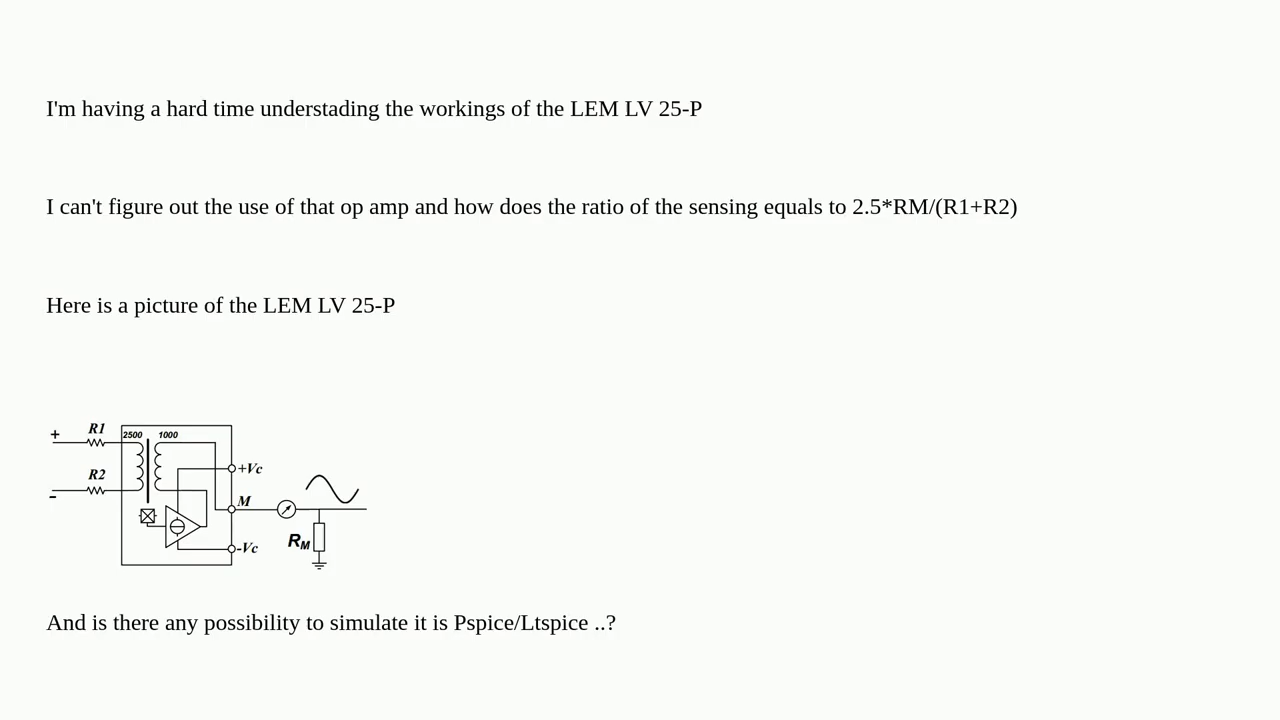 I'm having a hard time understading the workings of the LEM LV 25-P
I can't figure out the use of that op amp and how does the ratio of the sensing equals to 2.5*RM/(R1+R2)
Here is a picture of the LEM LV 25-P
+ R1 2500 1000
R2 +Vc
- M
RM -Vc
And is there any possibility to simulate it is Pspice/Ltspice ..?